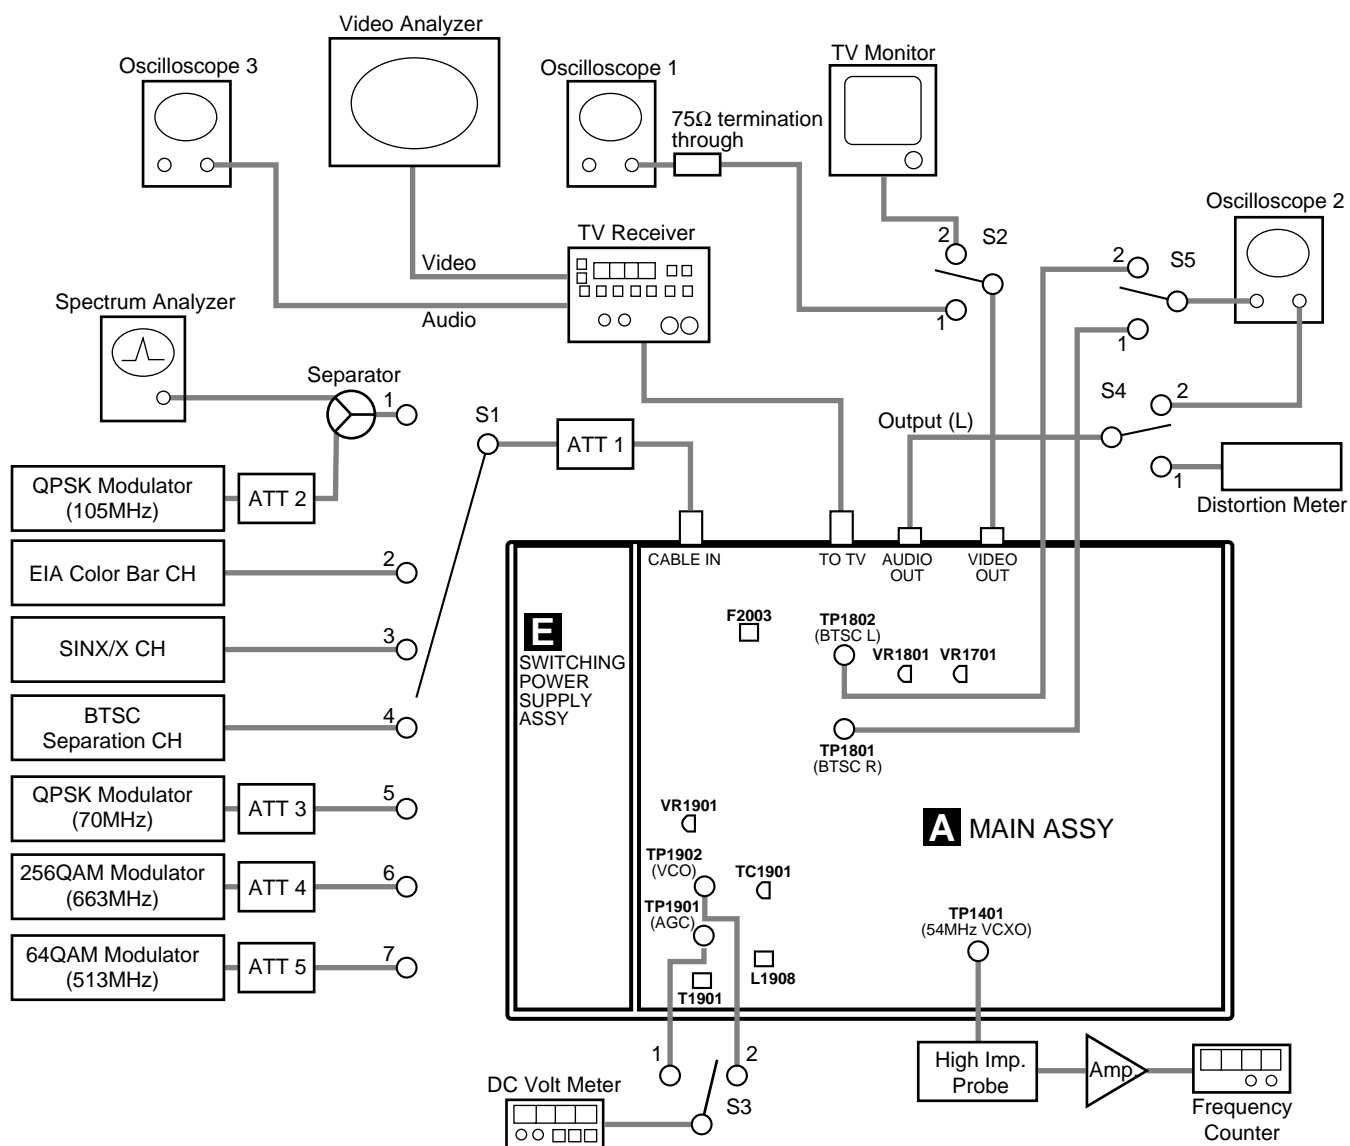 Video Analyzer
Oscilloscope 3
Oscilloscope 1
TV Monitor
75Ω termination
through
Oscilloscope 2
TV Receiver
2
S2
2
S5
Video
Spectrum Analyzer
Audio
1
1
Separator
1
S1
S4
2
Output (L)
ATT 1
QPSK Modulator
(105MHz)
ATT 2
1
Distortion Meter
CABLE IN
TO TV
AUDIO
OUT
VIDEO
OUT
EIA Color Bar CH
2
F2003
TP1802
(BTSC L)
E
SWITCHING
POWER
SUPPLY
ASSY
VR1801
VR1701
SINX/X CH
3
BTSC
Separation CH
4
TP1801
(BTSC R)
QPSK Modulator
(70MHz)
ATT 3
5
VR1901
A
MAIN ASSY
256QAM Modulator
(663MHz)
ATT 4
6
TP1902
(VCO)
TC1901
TP1901
(AGC)
TP1401
(54MHz VCXO)
64QAM Modulator
(513MHz)
ATT 5
7
L1908
T1901
1
2
High Imp.
Probe
Amp.
DC Volt Meter
S3
Frequency
Counter